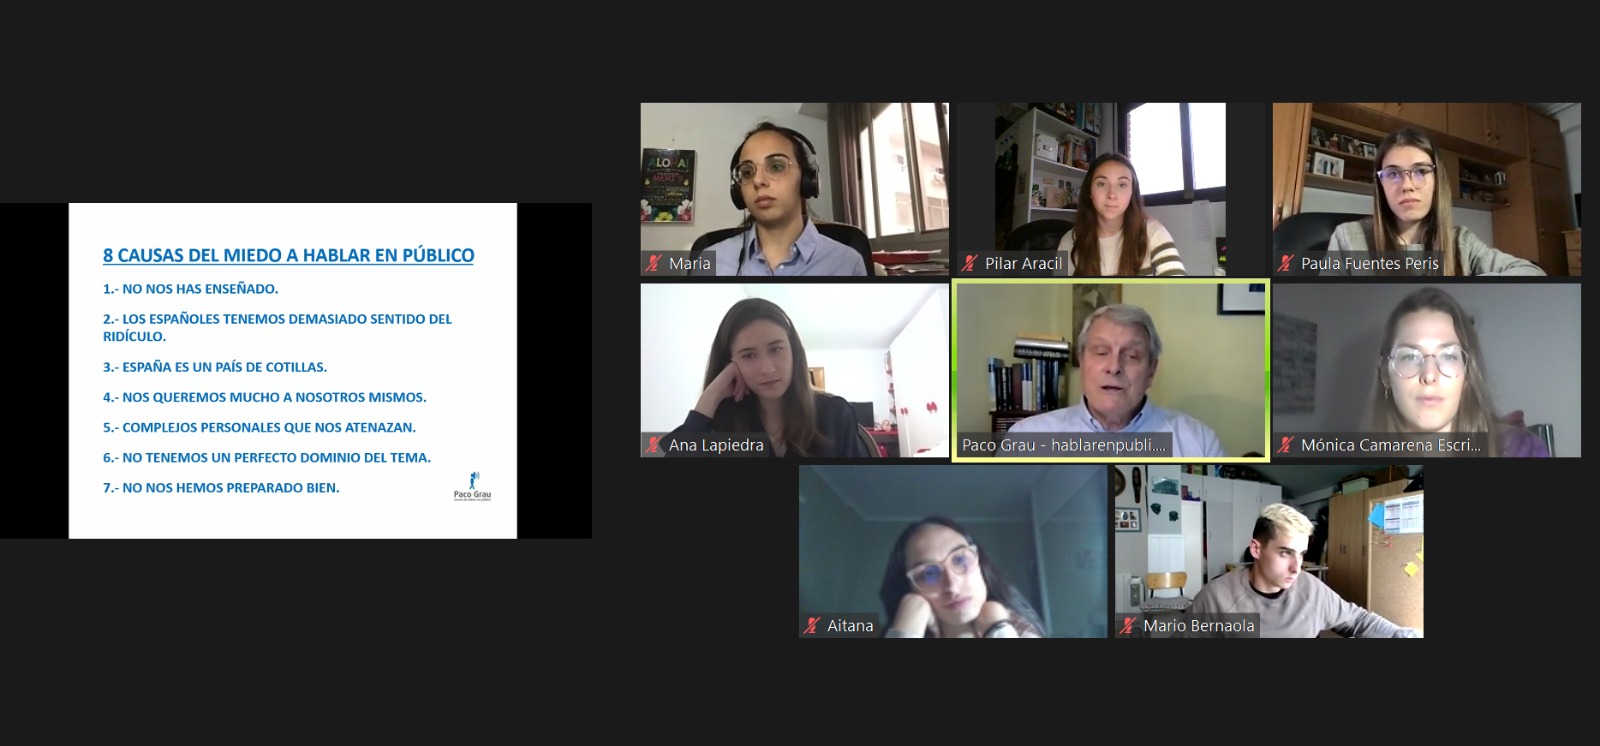 8 CAUSAS DEL MIEDO A HABLAR EN PÚBLICO
1.- NO NOS HAS ENSEÑADO.
2.- LOS ESPAÑOLES TENEMOS DEMASIADO SENTIDO DEL
RIDÍCULO.
3.- ESPAÑA ES UN PAÍS DE COTILLAS.
4.- NOS QUEREMOS MUCHO A NOSOTROS MISMOS.
5.- COMPLEJOS PERSONALES QUE NOS ATENAZAN.
6.- NO TENEMOS UN PERFECTO DOMINIO DEL TEMA.
7.- NO NOS HEMOS PREPARADO BIEN.
Paco Grau
ALOHA!
Maria
Pilar Aracil
Paula Fuentes Peris
Ana Lapiedra
Paco Grau - hablarenpubli....
Mónica Camarena Escri...
Aitana
Mario Bernaola